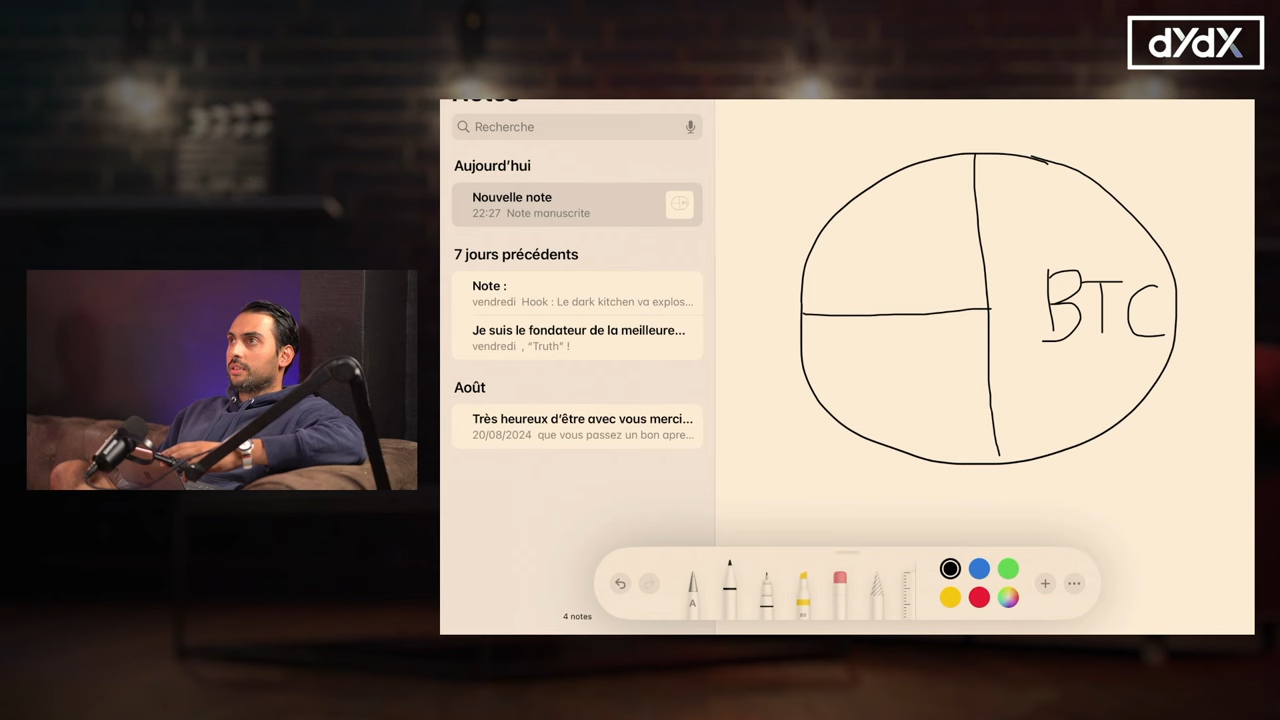 dYdX
Notes
Recherche
Aujourd'hui
Nouvelle note
22:27 Note manuscrite
7 jours précédents
Note :
vendredi Hook : Le dark kitchen va explos...
Je suis le fondateur de la meilleure...
vendredi , “Truth” !
Août
Très heureux d'être avec vous merci...
20/08/2024 que vous passez un bon apre...
BTC
A
80
4 notes